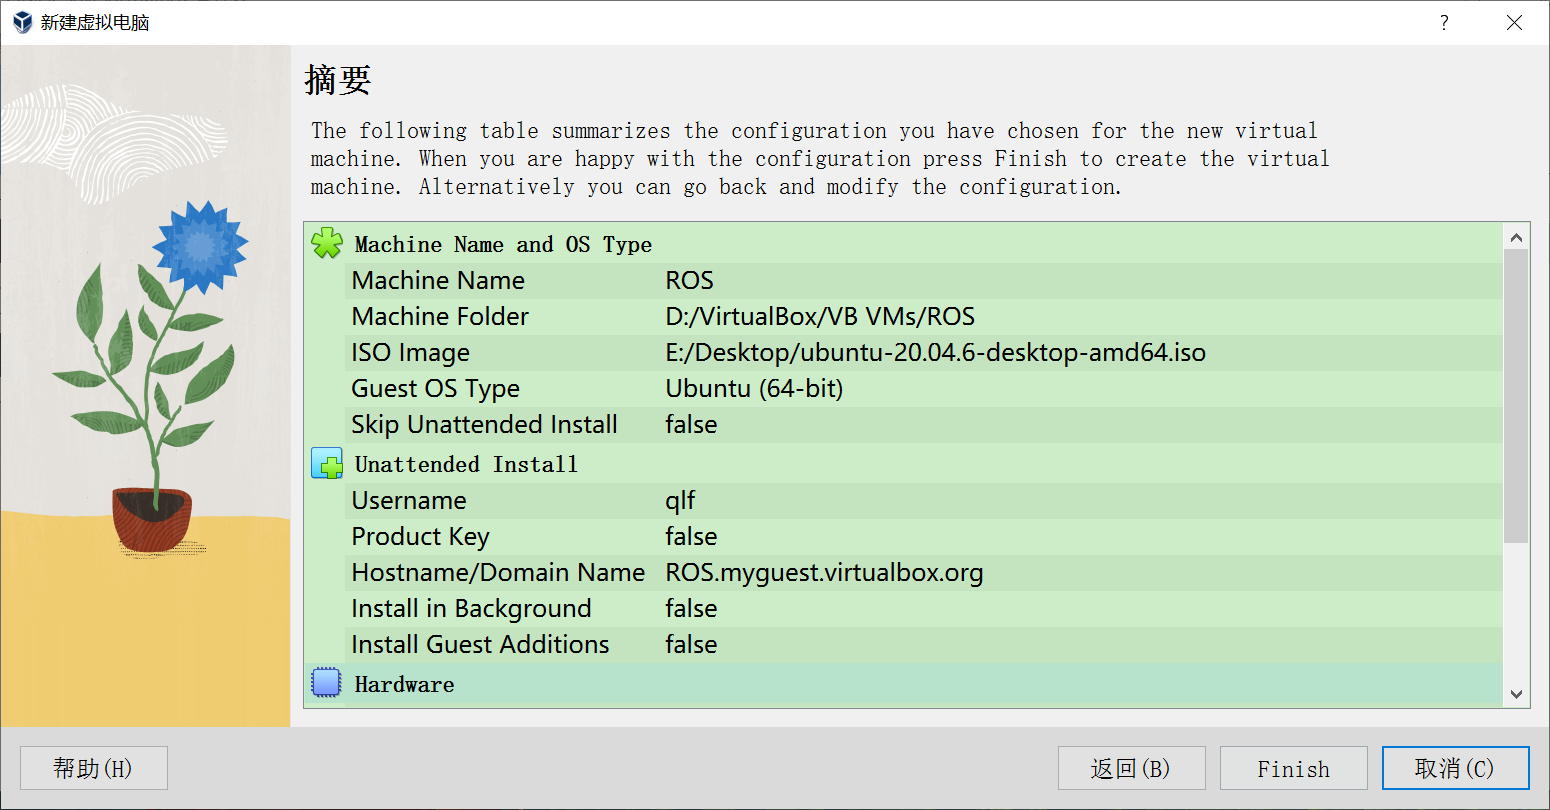 新建虚拟电脑
?
摘要
The following table summarizes the configuration you have chosen for the new virtual
machine. When you are happy with the configuration press Finish to create the virtual
machine. Alternatively you can go back and modify the configuration.
Machine Name and OS Type
Machine Name ROS
Machine Folder D:/VirtualBox/VB VMs/ROS
ISO Image E:/Desktop/ubuntu-20.04.6-desktop-amd64.iso
Guest OS Type Ubuntu (64-bit)
Skip Unattended Install false
Unattended Install
Username qlf
Product Key false
Hostname/Domain Name ROS.myguest.virtualbox.org
Install in Background false
Install Guest Additions false
Hardware
帮助(H) 返回(B) Finish 取消(C)